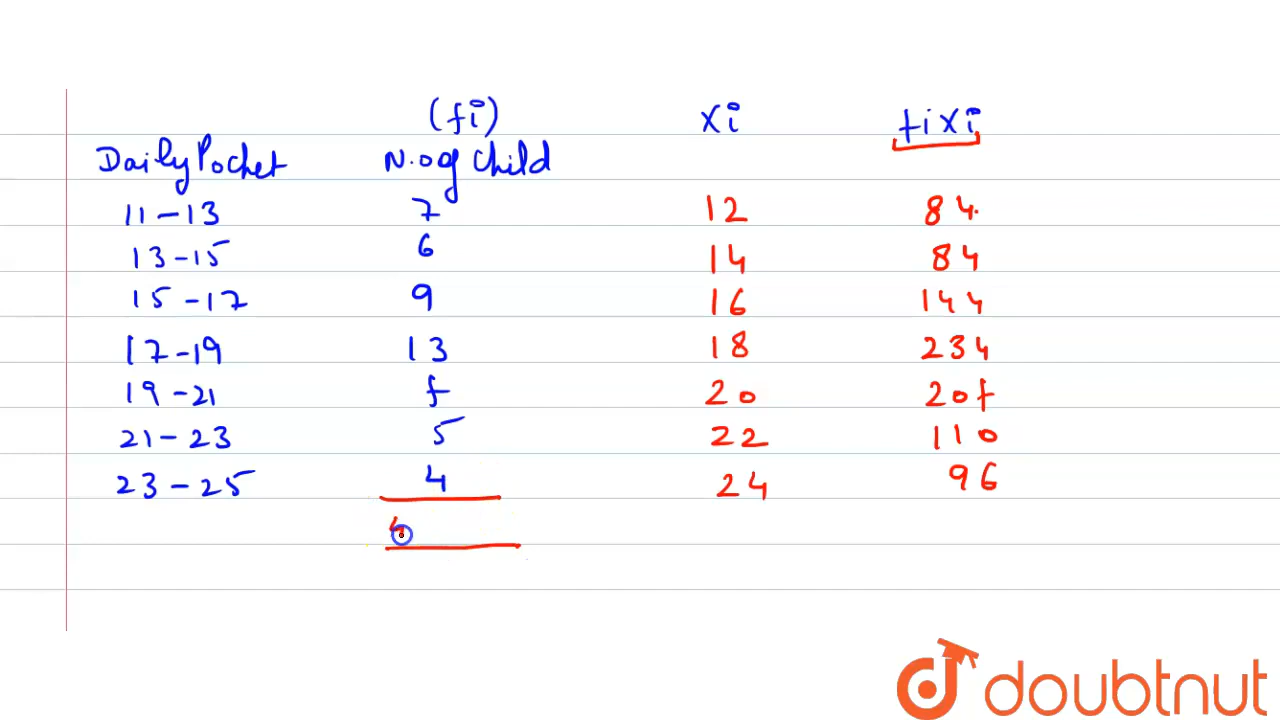 (fi) xi fixi
Daily Pocket N.o of Child
11-13 7 12 84
13-15 6 14 84
15-17 9 16 144
17-19 13 18 234
19-21 f 20 20f
21-23 5 22 110
23-25 4 24 96
doubtnut